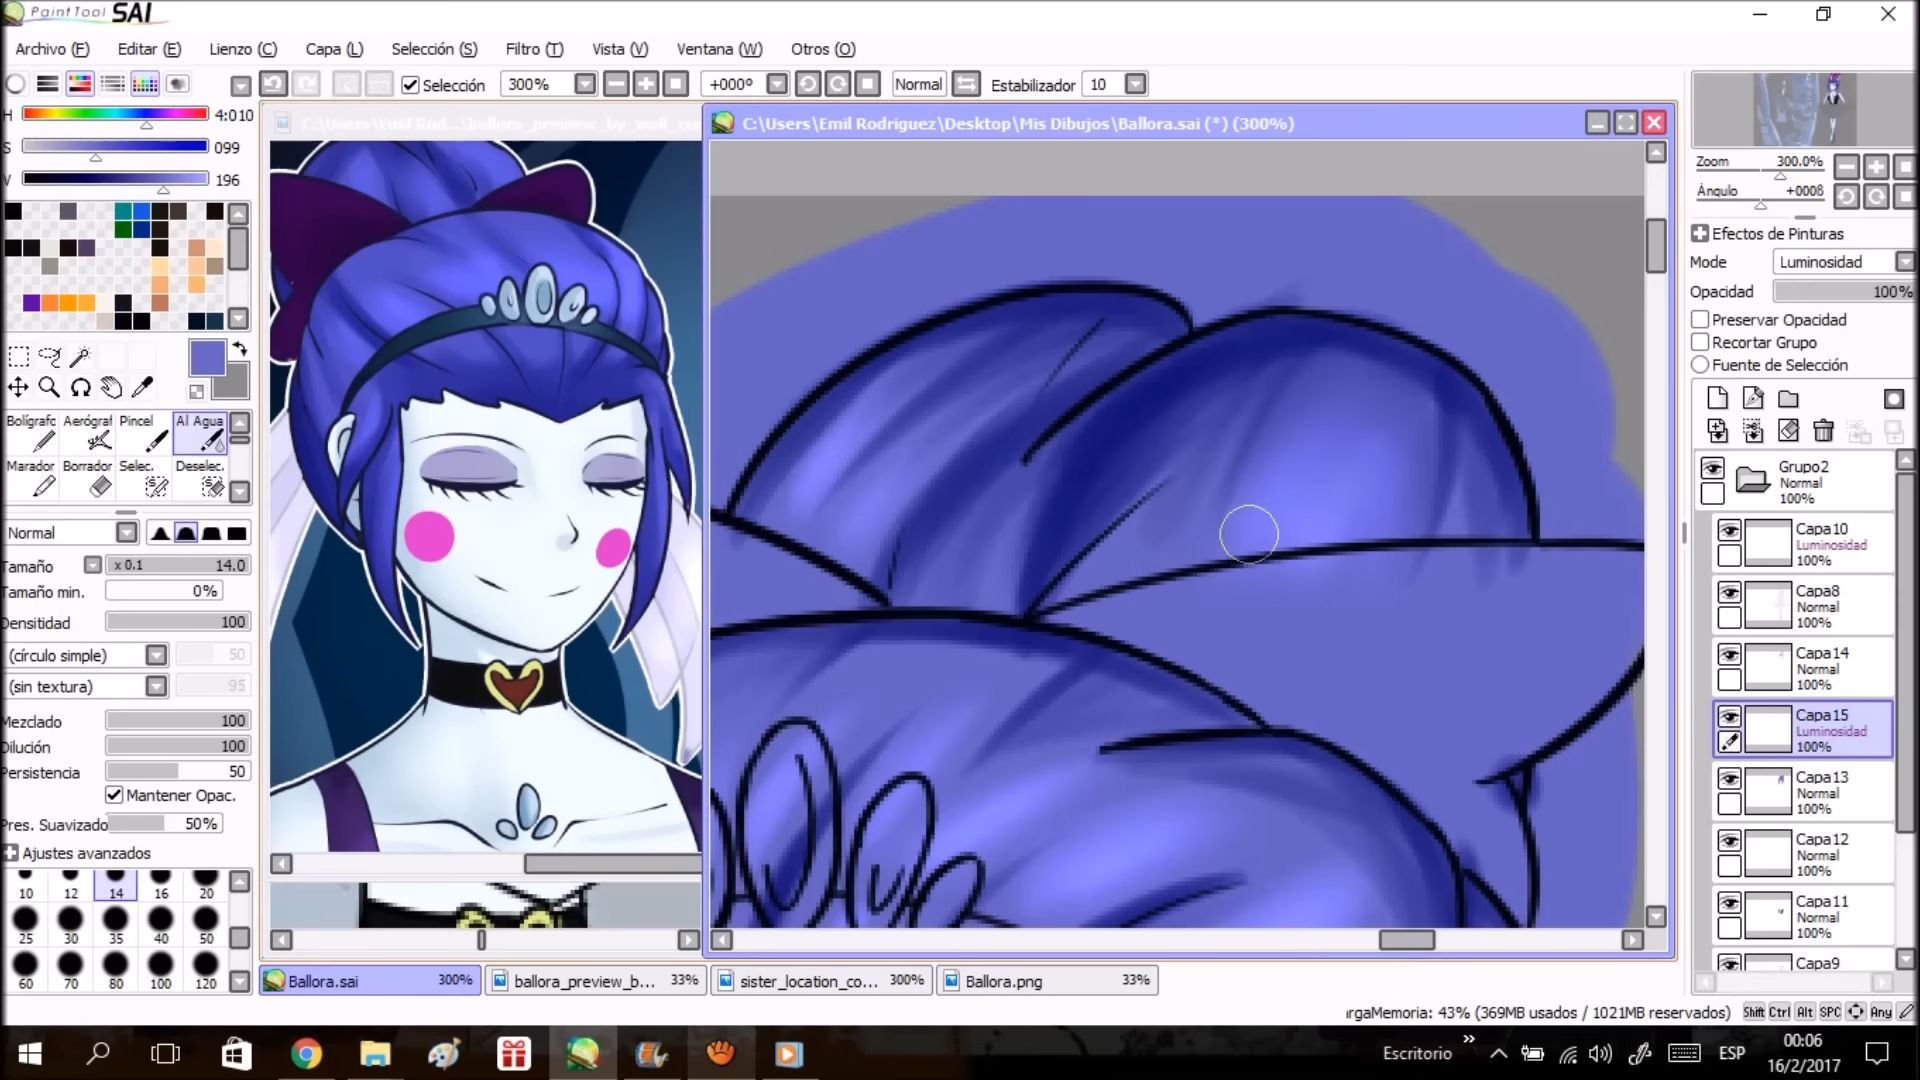 PaintTool SAI
Archivo (F) Editar (E) Lienzo (C) Capa (L) Selección (S) Filtro (T) Vista (V) Ventana (W) Otros (O)
Selección 300% +000º Normal Estabilizador 10
H 4:010
S 099
V 196
C:\Users\Emil Rodriguez\Desktop\Mis Dibujos\Ballora.sai (*) (300%)
Zoom 300.0%
Ángulo +000ß
Efectos de Pinturas
Mode Luminosidad
Opacidad 100%
Preservar Opacidad
Recortar Grupo
Fuente de Selección
Bolígrafc Aerógraf Pincel Al Agua
Marador Borrador Selec. Deselec.
Normal
Tamaño x 0.1 14.0
Tamaño min. 0%
Densitidad 100
(círculo simple) 50
(sin textura) 95
Mezclado 100
Dilución 100
Persistencia 50
Mantener Opac.
Pres. Suavizado 50%
Ajustes avanzados
10 12 14 16 20
25 30 35 40 50
60 70 80 100 120
Grupo2
Normal
100%
Capa10
Luminosidad
100%
Capa8
Normal
100%
Capa14
Normal
100%
Capa15
Luminosidad
100%
Capa13
Normal
100%
Capa12
Normal
100%
Capa11
Normal
100%
Capa9
Ballora.sai 300% ballora_preview_b... 33% sister_location_co... 300% Ballora.png 33%
ırgaMemoria: 43% (369MB usados / 1021MB reservados) Shift Ctrl Alt SPC Any
Escritorio » ESP 00:06
16/2/2017